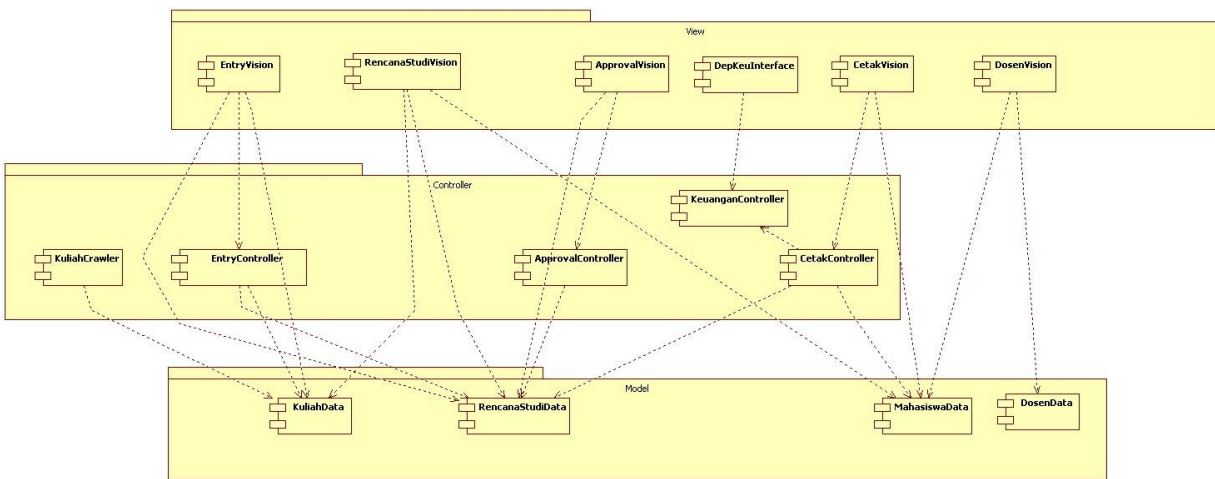 View
EntryVision
RencanaStudiVision
ApprovalVision
DepKeuInterface
CetakVision
DosenVision
Controller
KeuanganController
KuliahCrawler
EntryController
ApprovalController
CetakController
Model
KuliahData
RencanaStudiData
MahasiswaData
DosenData